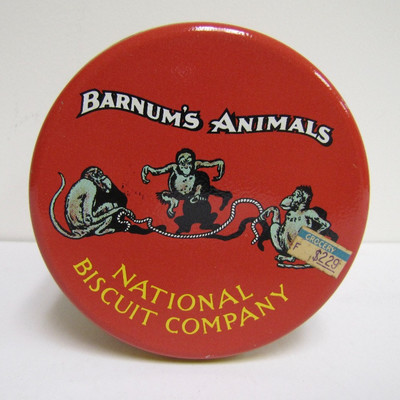 BARNUM'S ANIMALS
GROCERY
F $2.29
NATIONAL
BISCUIT COMPANY